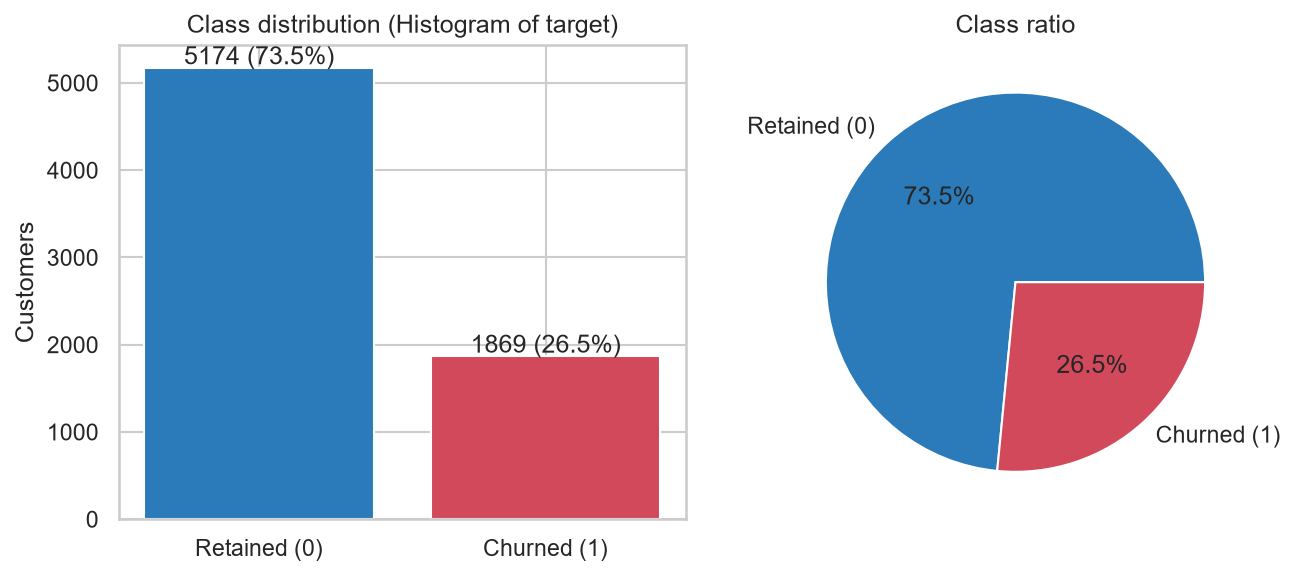 Class distribution (Histogram of target)
5174 (73.5%)
1869 (26.5%)
Customers
5000
4000
3000
2000
1000
0
Retained (0)
Churned (1)
Class ratio
Retained (0)
73.5%
26.5%
Churned (1)